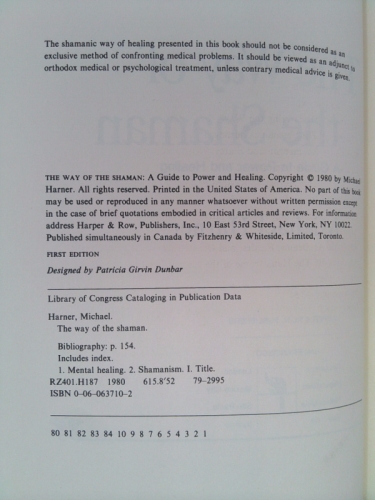 The shamanic way of healing presented in this book should not be considered as an
exclusive method of confronting medical problems. It should be viewed as an adjunct to
orthodox medical or psychological treatment, unless contrary medical advice is given.
THE WAY OF THE SHAMAN: A Guide to Power and Healing. Copyright © 1980 by Michael
Harner. All rights reserved. Printed in the United States of America. No part of this book
may be used or reproduced in any manner whatsoever without written permission except
in the case of brief quotations embodied in critical articles and reviews. For information
address Harper & Row, Publishers, Inc., 10 East 53rd Street, New York, NY 10022.
Published simultaneously in Canada by Fitzhenry & Whiteside, Limited, Toronto.
FIRST EDITION
Designed by Patricia Girvin Dunbar
Library of Congress Cataloging in Publication Data
Harner, Michael.
The way of the shaman.
Bibliography: p. 154.
Includes index.
1. Mental healing. 2. Shamanism. I. Title.
RZ401.H187 1980 615.8'52 79-2995
ISBN 0-06-063710-2
80 81 82 83 84 10 9 8 7 6 5 4 3 2 1